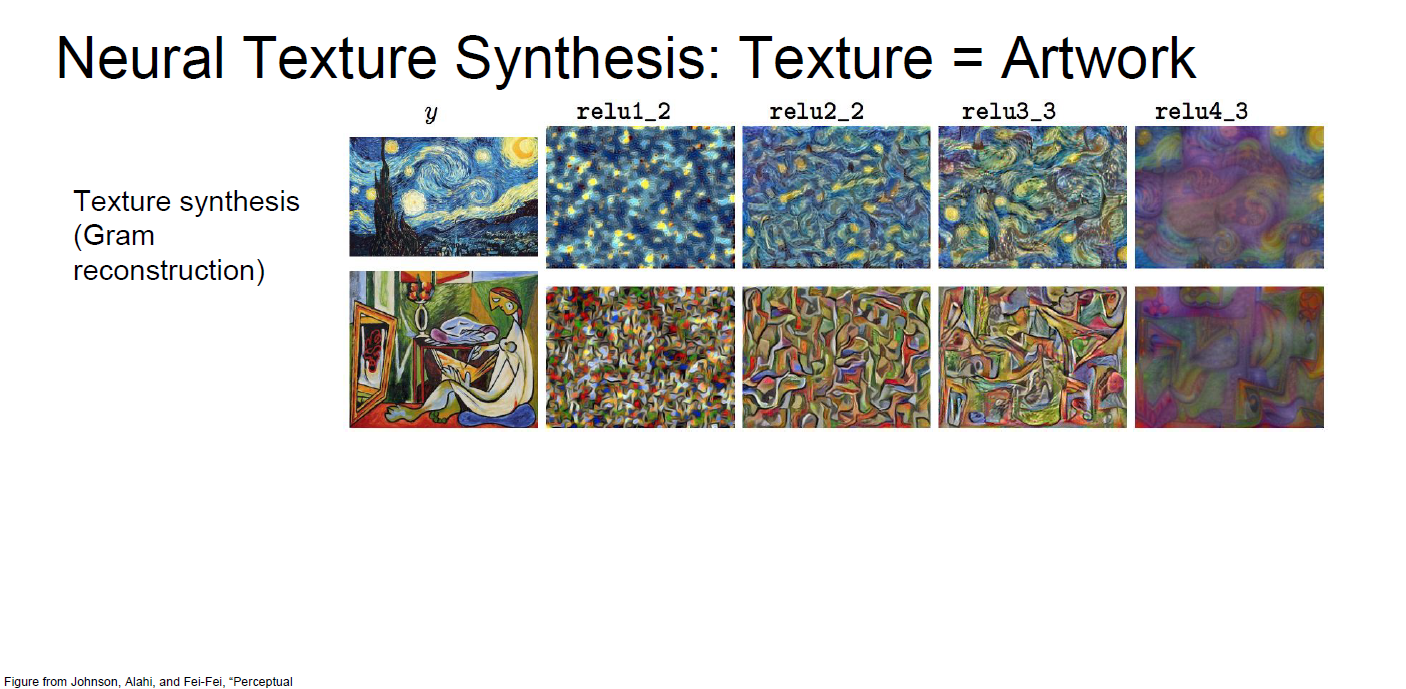 Neural Texture Synthesis: Texture = Artwork
y relu1_2 relu2_2 relu3_3 relu4_3
Texture synthesis
(Gram
reconstruction)
Figure from Johnson, Alahi, and Fei-Fei, “Perceptual